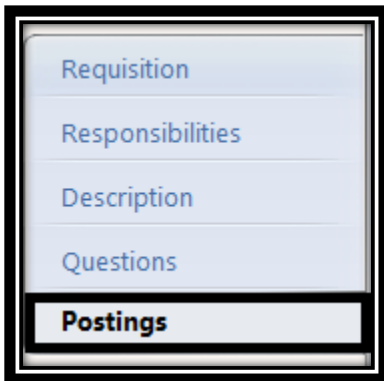 Requisition
Responsibilities
Description
Questions
Postings